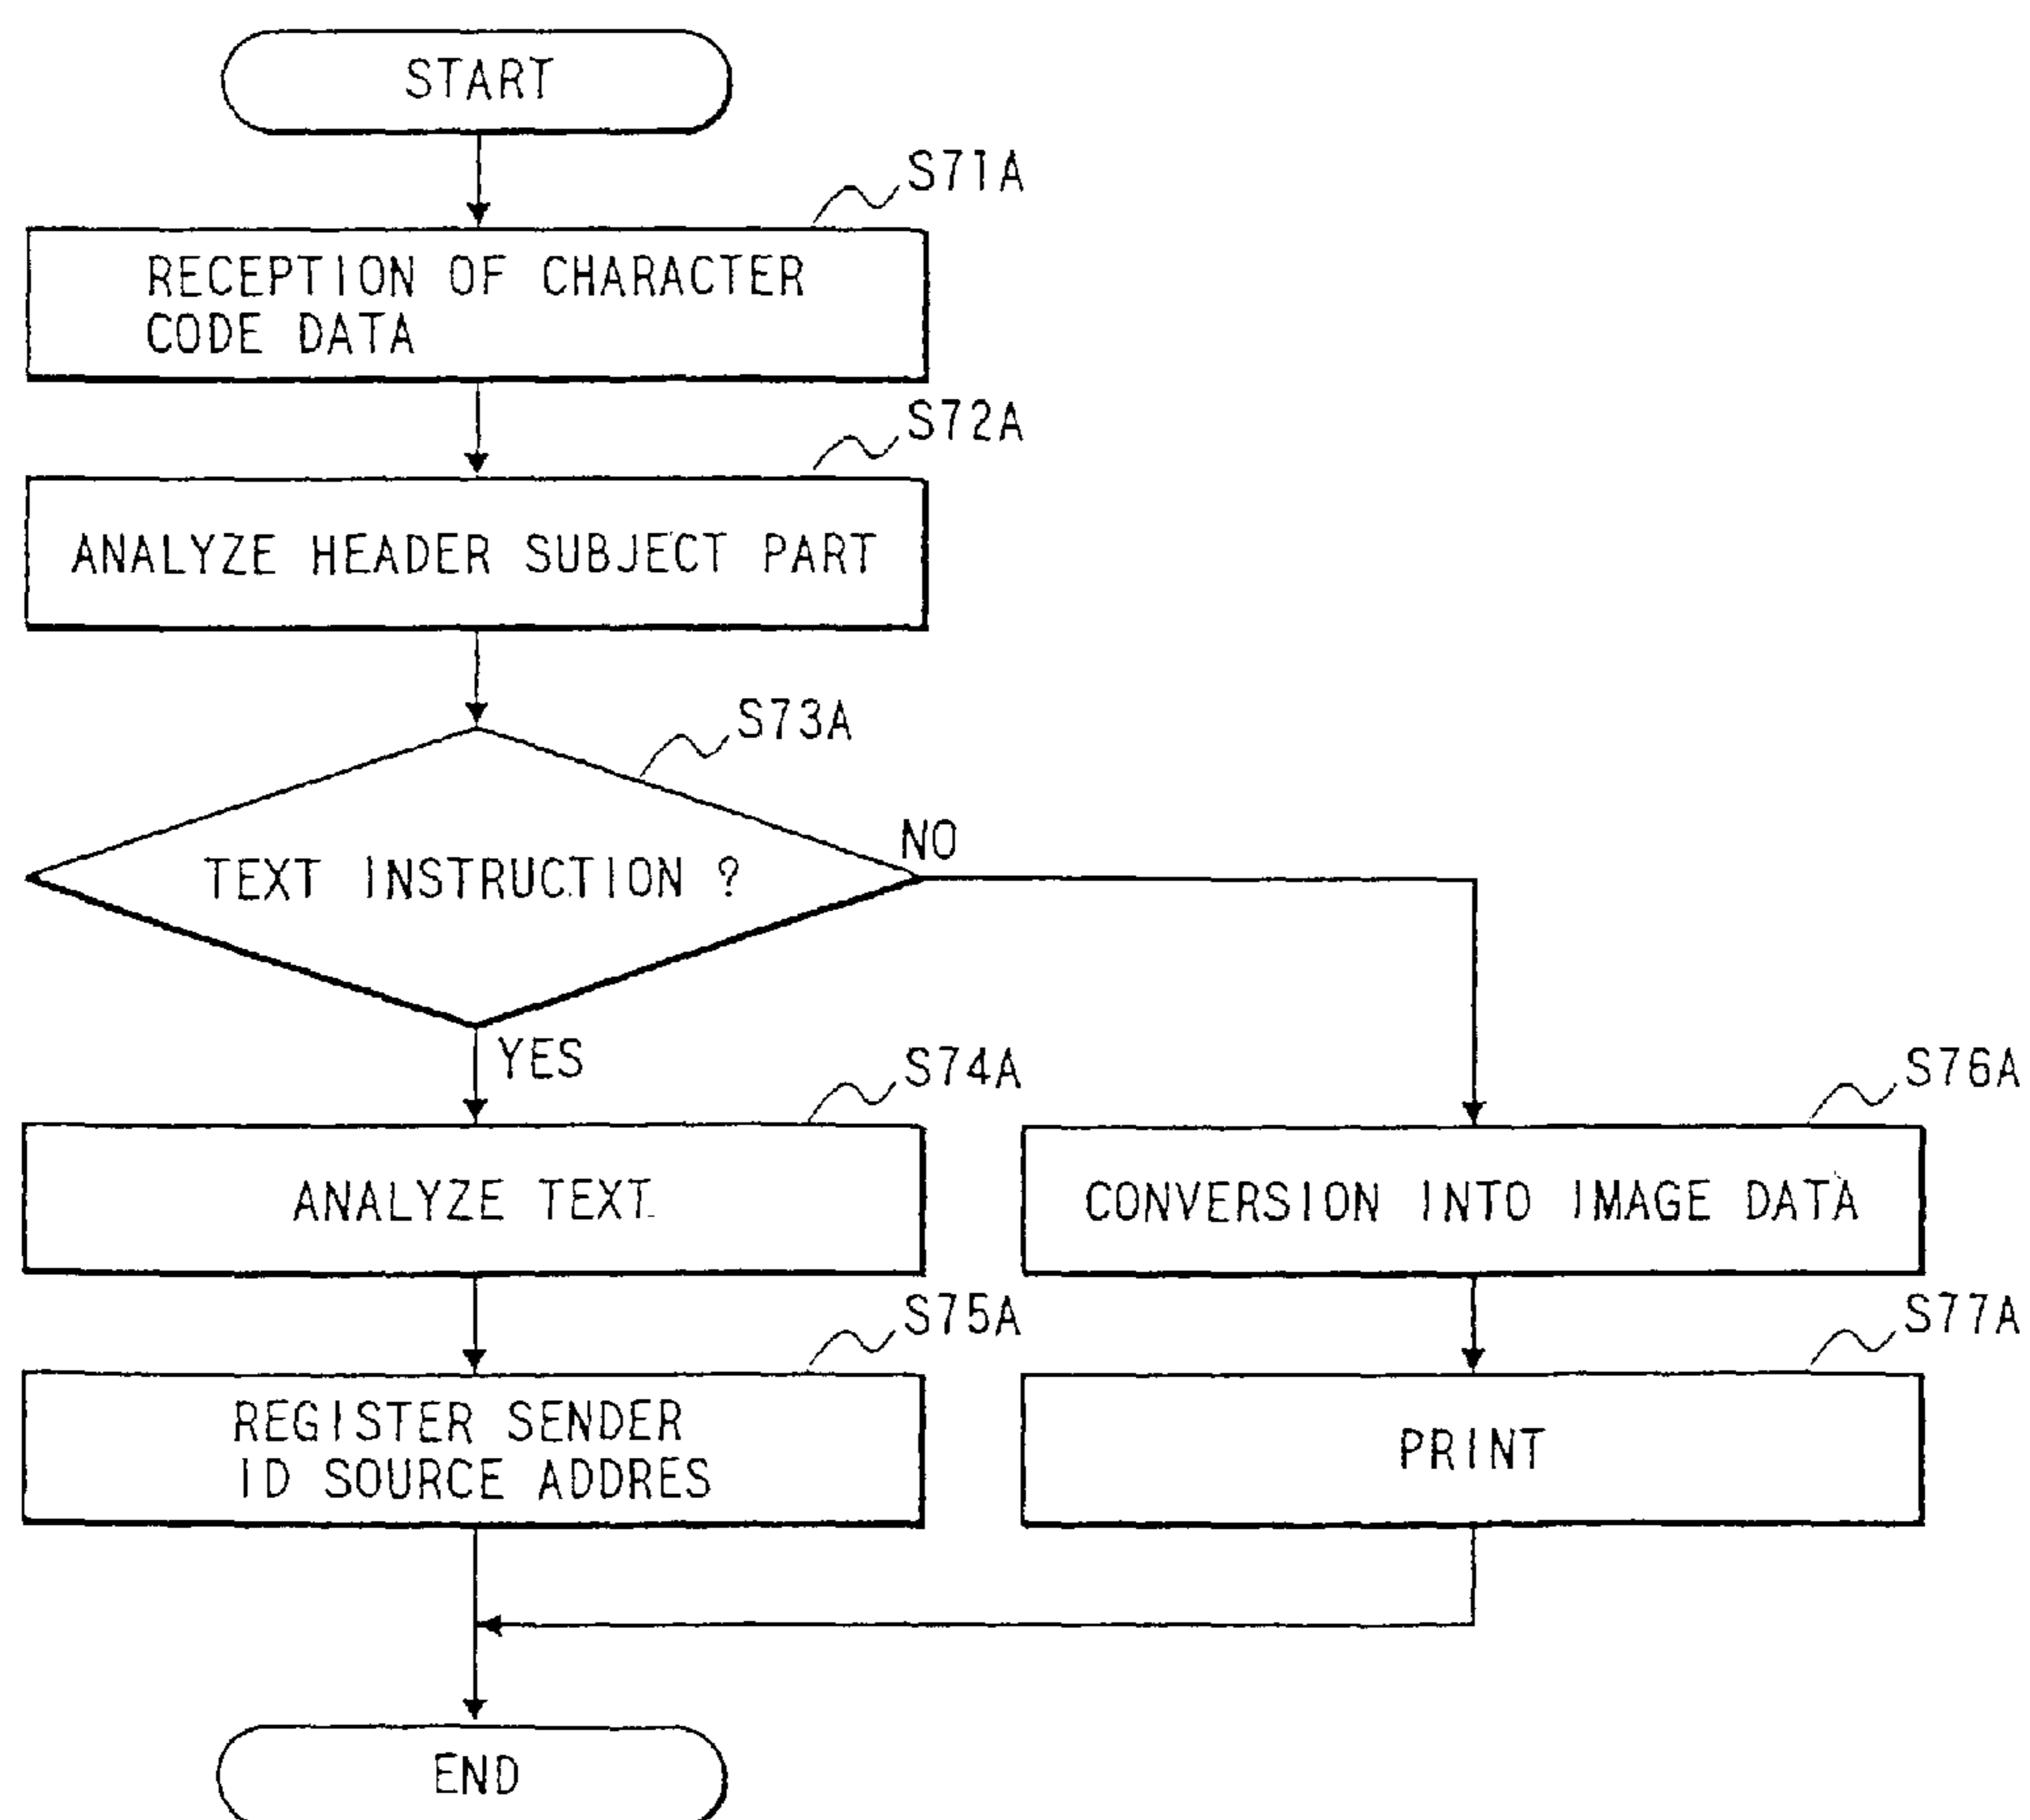 START
S71A
RECEPTION OF CHARACTER
CODE DATA
S72A
ANALYZE HEADER SUBJECT PART
S73A
TEXT INSTRUCTION ?
NO
YES
S74A
ANALYZE TEXT
S76A
CONVERSION INTO IMAGE DATA
S75A
REGISTER SENDER
ID SOURCE ADDRES
S77A
PRINT
END